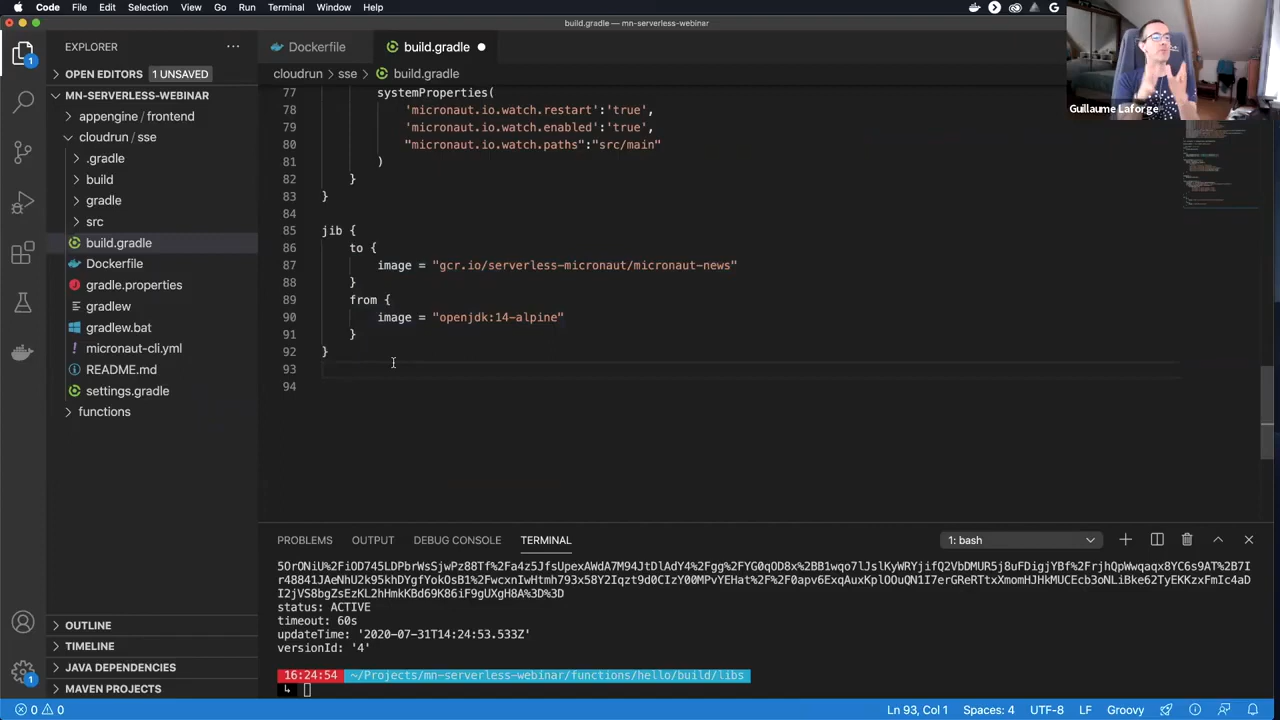 Code File Edit Selection View Go Run Terminal Window Help
build.gradle — mn-serverless-webinar
EXPLORER
Dockerfile
build.gradle
OPEN EDITORS 1 UNSAVED
cloudrun > sse > build.gradle
MN-SERVERLESS-WEBINAR
appengine / frontend
cloudrun / sse
.gradle
build
gradle
src
build.gradle
Dockerfile
gradle.properties
gradlew
gradlew.bat
micronaut-cli.yml
README.md
settings.gradle
functions
OUTLINE
TIMELINE
JAVA DEPENDENCIES
MAVEN PROJECTS
77 systemProperties(
78 'micronaut.io.watch.restart':'true',
79 'micronaut.io.watch.enabled':'true',
80 "micronaut.io.watch.paths":"src/main"
81 )
82 }
83 }
84
85 jib {
86 to {
87 image = "gcr.io/serverless-micronaut/micronaut-news"
88 }
89 from {
90 image = "openjdk:14-alpine"
91 }
92 }
93
94
Guillaume Laforge
PROBLEMS OUTPUT DEBUG CONSOLE TERMINAL
1: bash
status: ACTIVE
timeout: 60s
updateTime: '2020-07-31T14:24:53.533Z'
versionId: '4'
16:24:54 ~/Projects/mn-serverless-webinar/functions/hello/build/libs
0 0 Ln 93, Col 1 Spaces: 4 UTF-8 LF Groovy